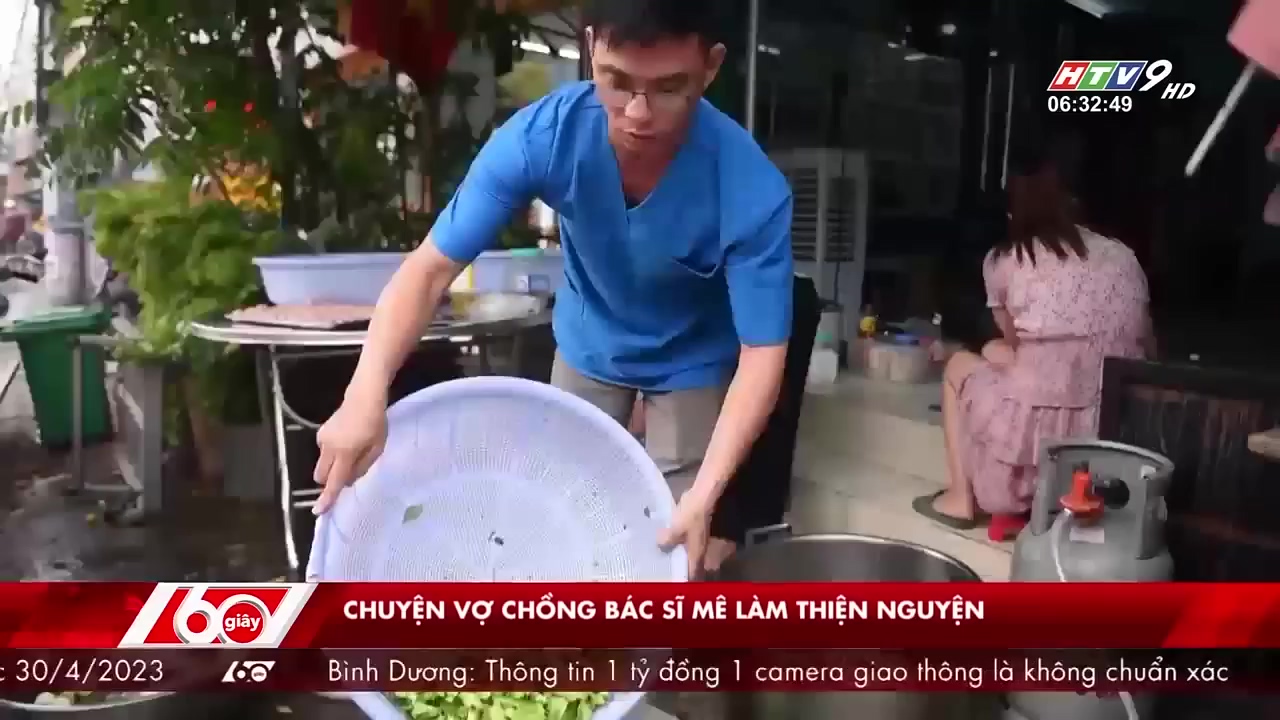 HTV9 HD
06:32:49
60 giây
CHUYỆN VỢ CHỒNG BÁC SĨ MÊ LÀM THIỆN NGUYỆN
c 30/4/2023 60 giây Bình Dương: Thông tin 1 tỷ đồng 1 camera giao thông là không chuẩn xác